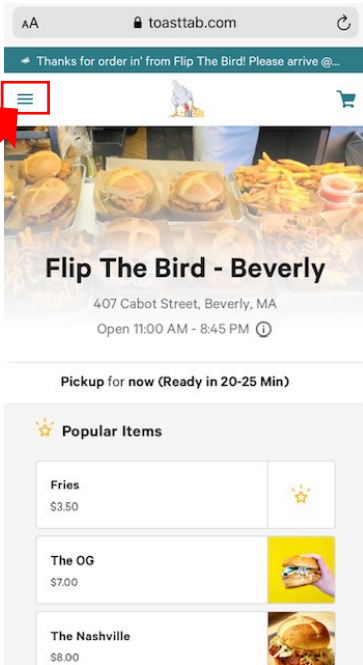 AA toasttab.com
Thanks for order in' from Flip The Bird! Please arrive @...
Flip The Bird - Beverly
407 Cabot Street, Beverly, MA
Open 11:00 AM - 8:45 PM
Pickup for now (Ready in 20-25 Min)
Popular Items
Fries
$3.50
The OG
$7.00
The Nashville
$8.00